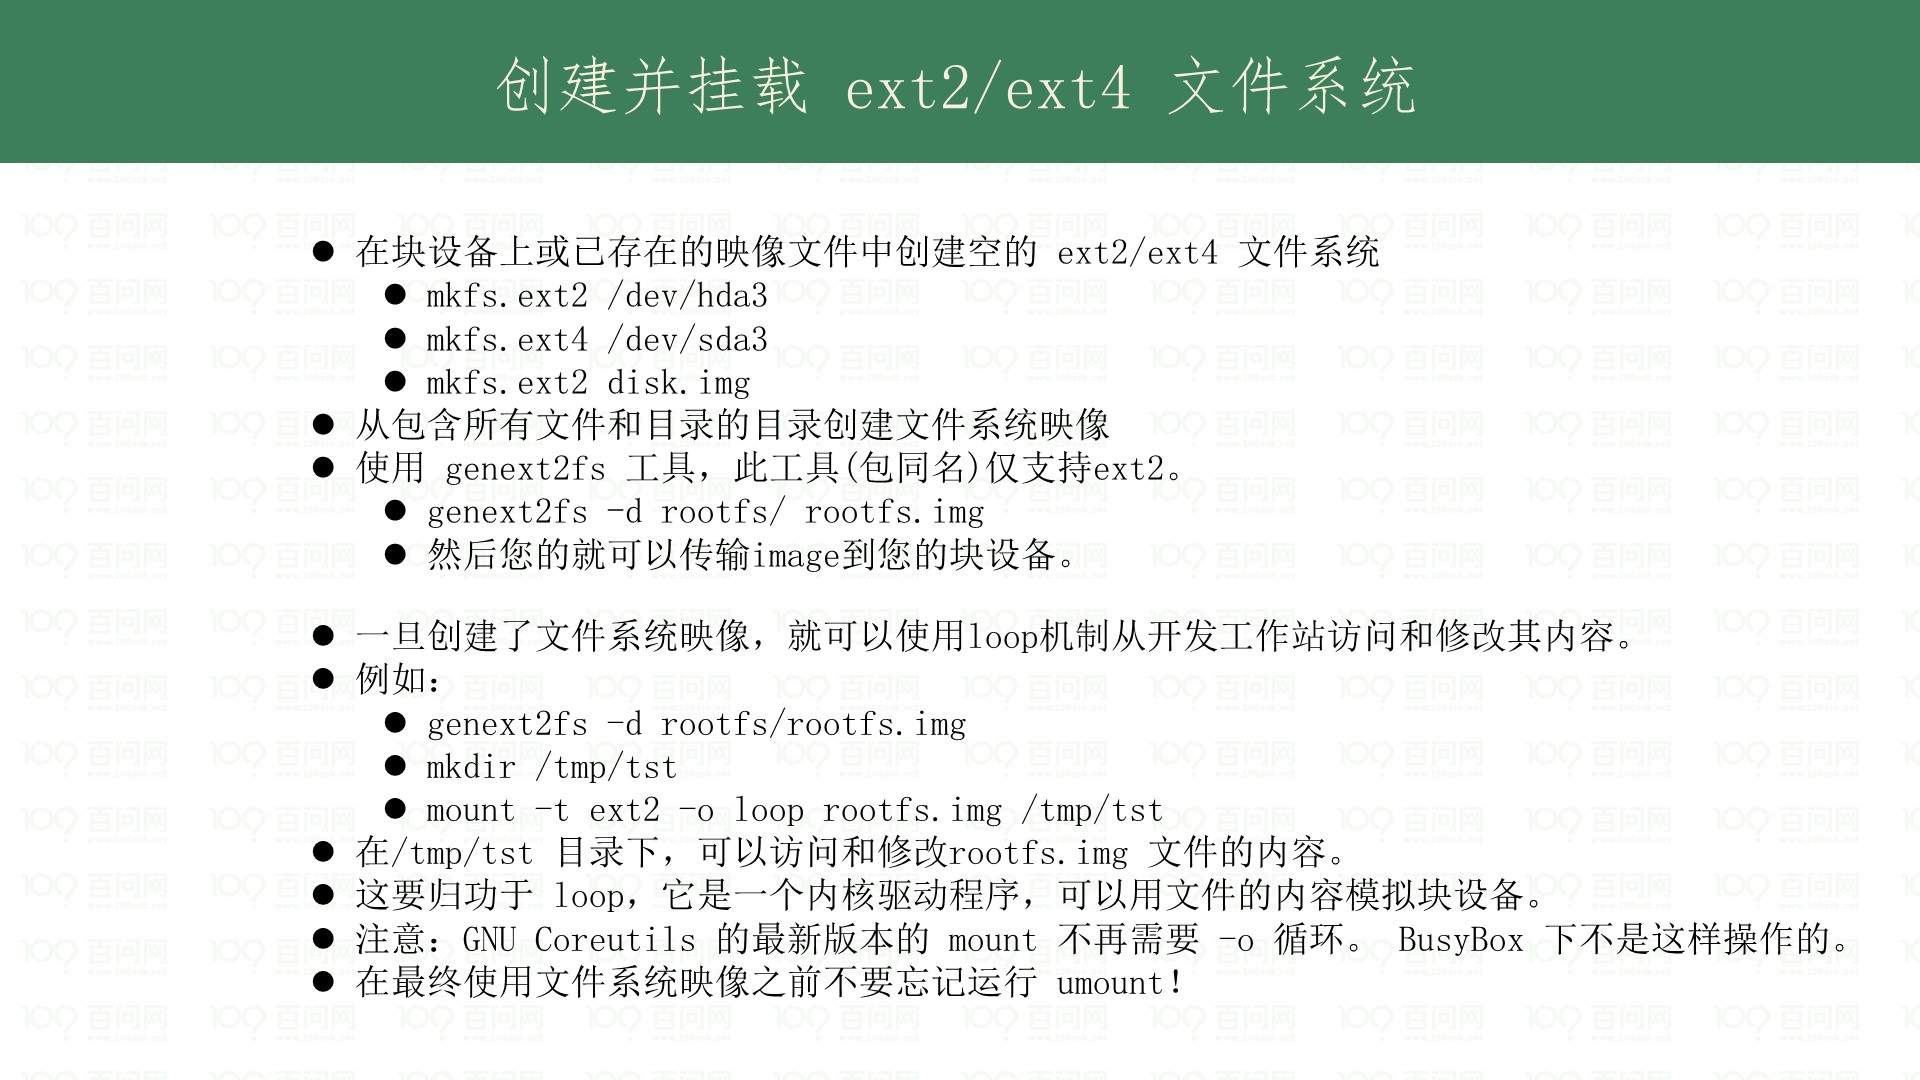 创建并挂载 ext2/ext4 文件系统
● 在块设备上或已存在的映像文件中创建空的 ext2/ext4 文件系统
● mkfs.ext2 /dev/hda3
● mkfs.ext4 /dev/sda3
● mkfs.ext2 disk.img
● 从包含所有文件和目录的目录创建文件系统映像
● 使用 genext2fs 工具，此工具(包同名)仅支持ext2。
● genext2fs -d rootfs/ rootfs.img
● 然后您的就可以传输image到您的块设备。
● 一旦创建了文件系统映像，就可以使用loop机制从开发工作站访问和修改其内容。
● 例如：
● genext2fs -d rootfs/rootfs.img
● mkdir /tmp/tst
● mount -t ext2 -o loop rootfs.img /tmp/tst
● 在/tmp/tst 目录下，可以访问和修改rootfs.img 文件的内容。
● 这要归功于 loop，它是一个内核驱动程序，可以用文件的内容模拟块设备。
● 注意：GNU Coreutils 的最新版本的 mount 不再需要 -o 循环。 BusyBox 下不是这样操作的。
● 在最终使用文件系统映像之前不要忘记运行 umount！